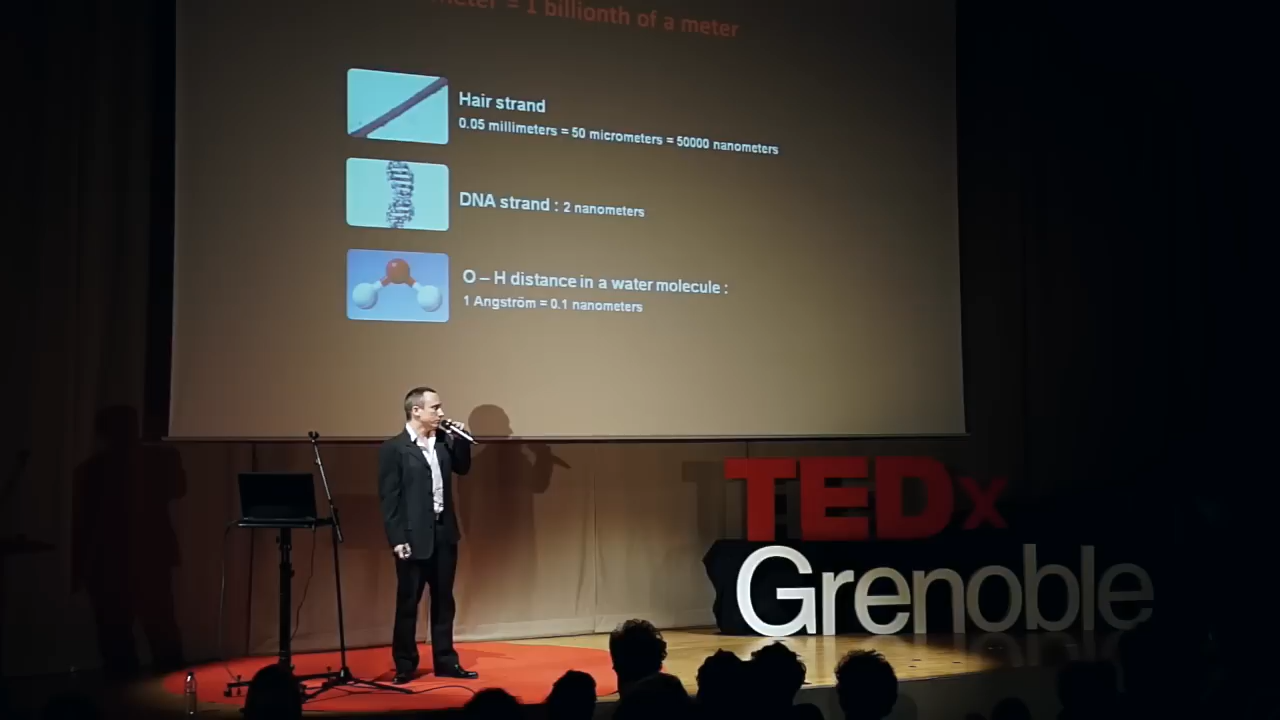 = 1 billionth of a meter
Hair strand
0.05 millimeters = 50 micrometers = 50000 nanometers
DNA strand : 2 nanometers
O – H distance in a water molecule :
1 Angström = 0.1 nanometers
TEDx
Grenoble